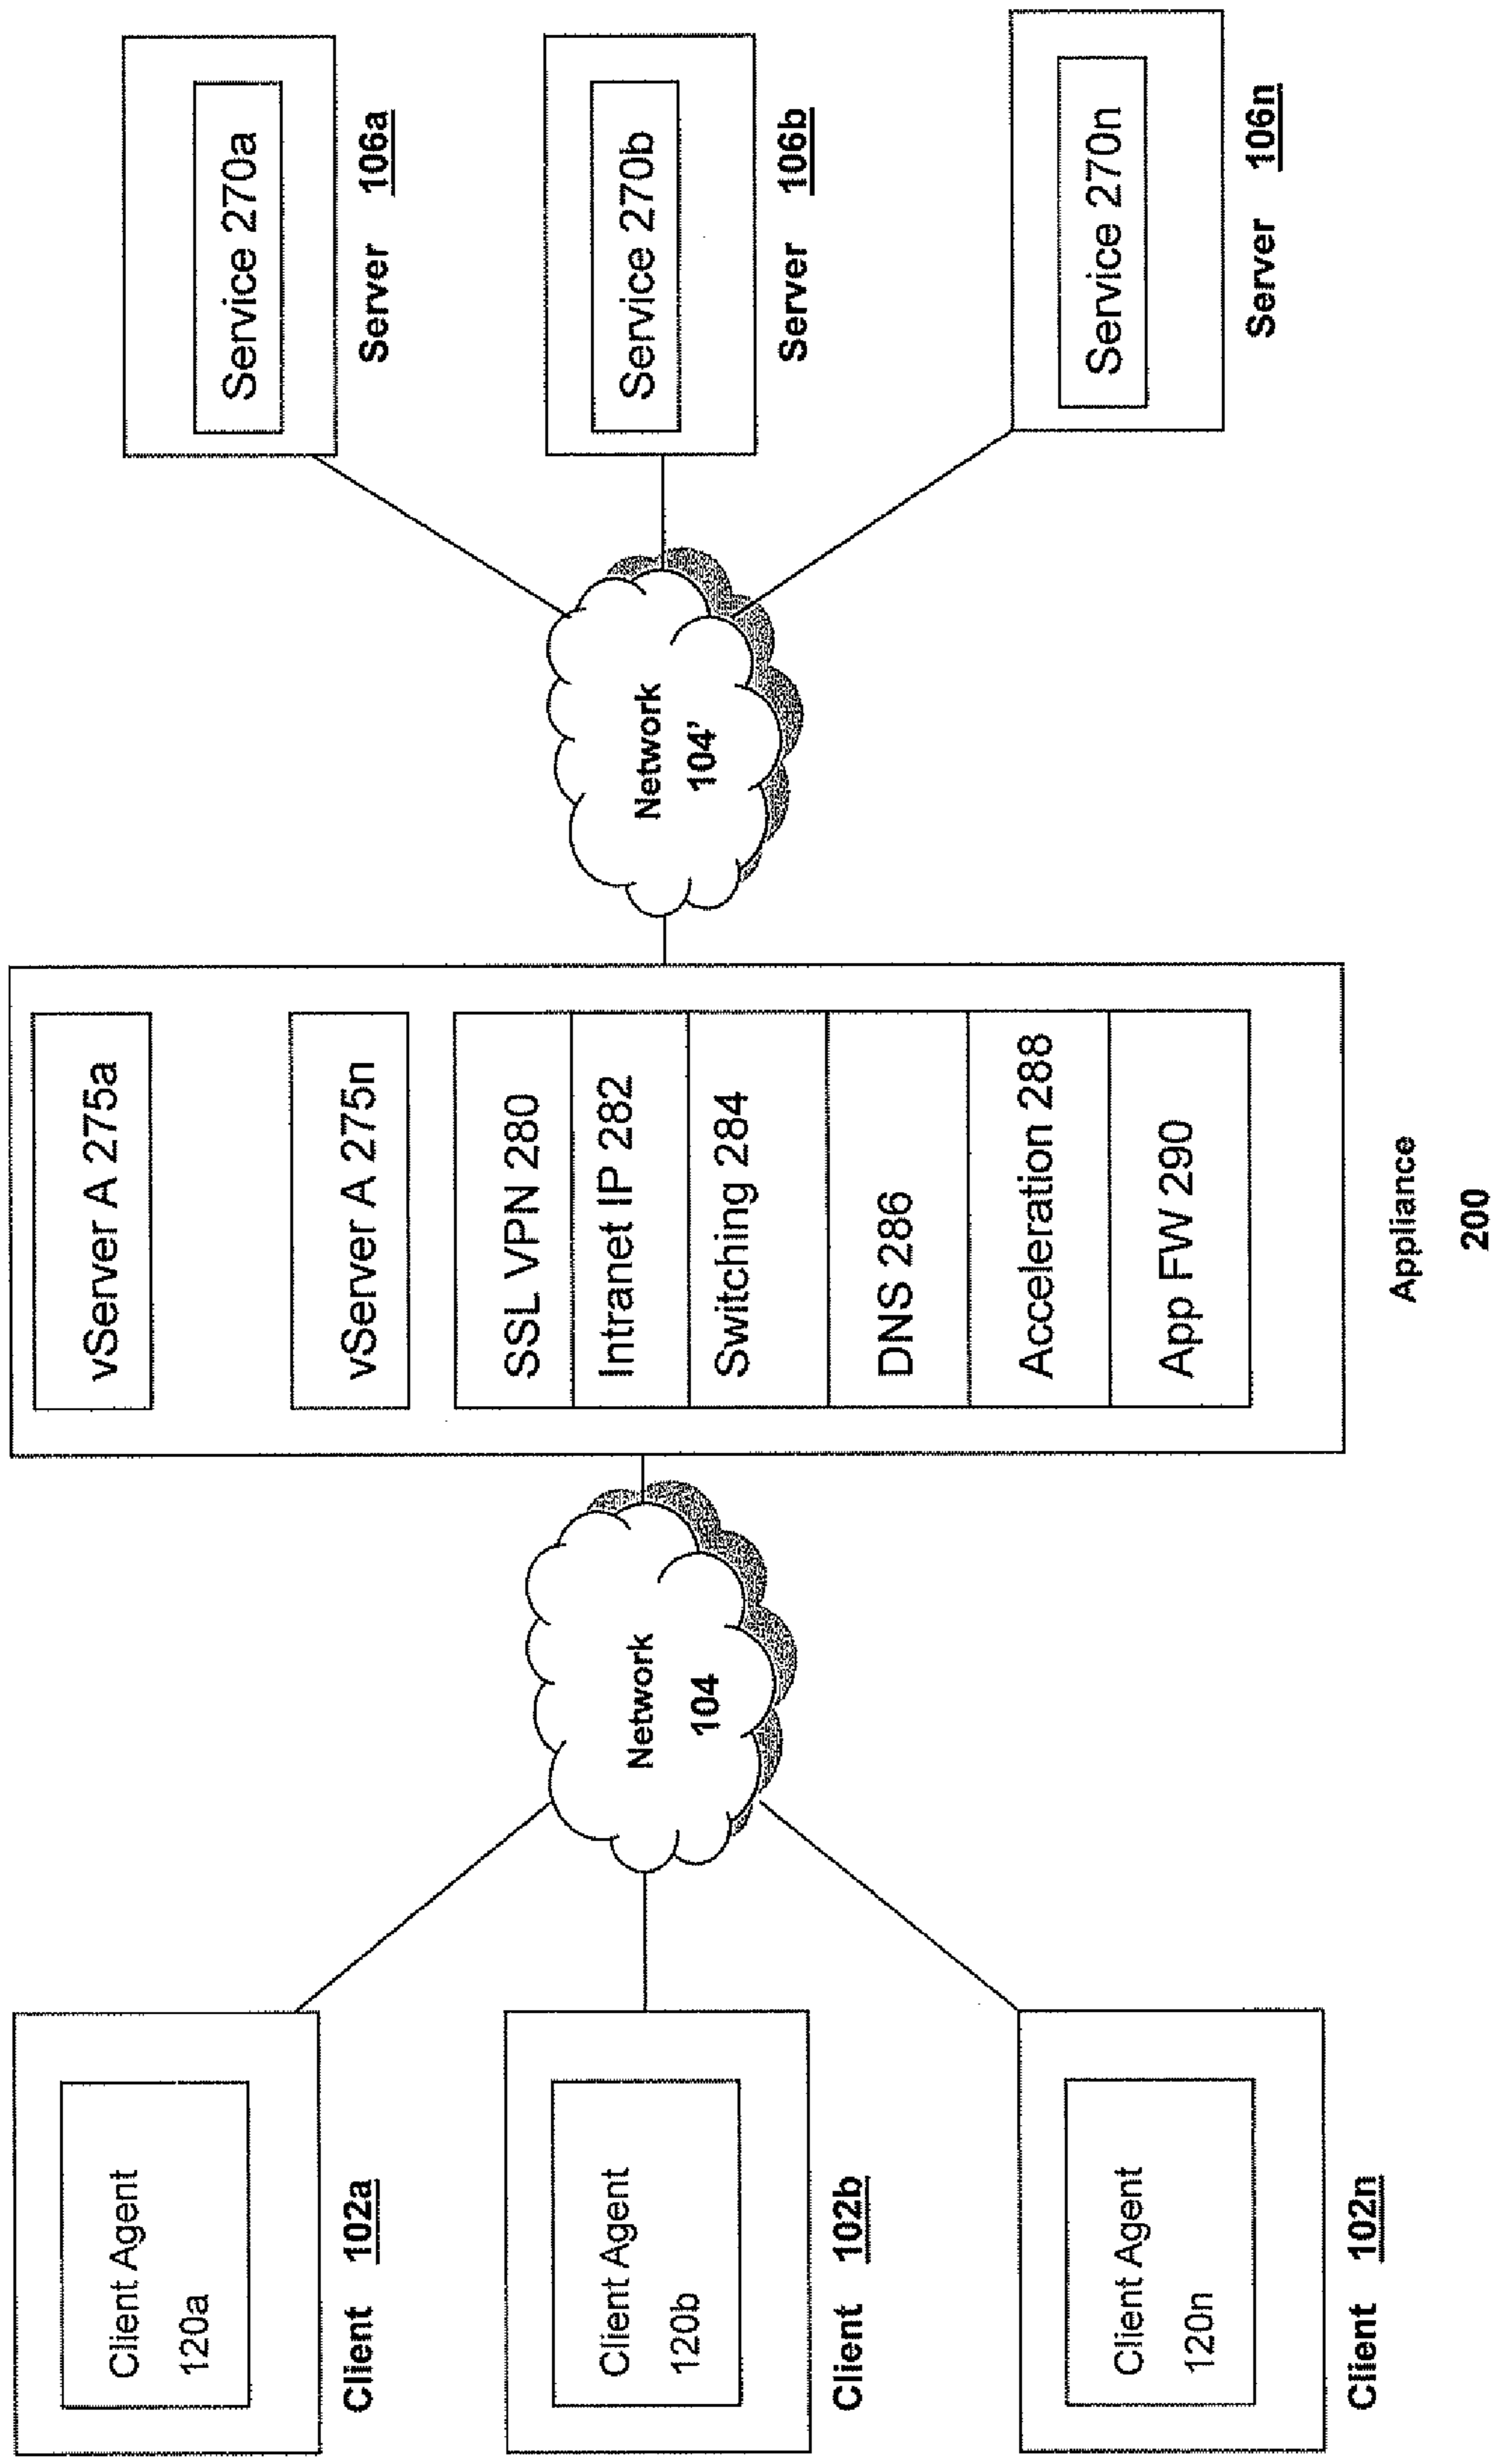 Client Agent
120a
Client 102a
Client Agent
120b
Client 102b
Client Agent
120n
Client 102n
Network
104
vServer A 275a
vServer A 275n
SSL VPN 280
Intranet IP 282
Switching 284
DNS 286
Acceleration 288
App FW 290
Appliance
200
Network
104'
Service 270a
Server 106a
Service 270b
Server 106b
Service 270n
Server 106n